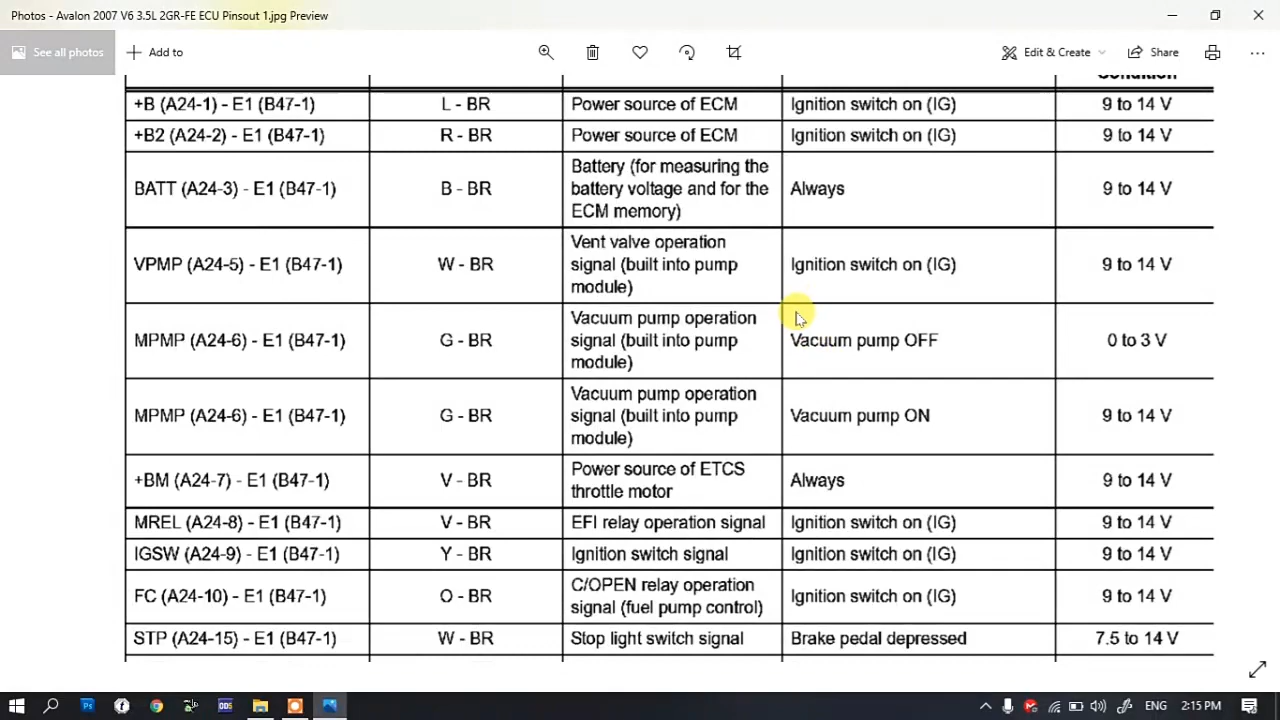 Photos - Avalon 2007 V6 3.5L 2GR-FE ECU Pinsout 1.jpg Preview
See all photos
Add to
Edit & Create
Share
Condition
+B (A24-1) - E1 (B47-1) L - BR Power source of ECM Ignition switch on (IG) 9 to 14 V
+B2 (A24-2) - E1 (B47-1) R - BR Power source of ECM Ignition switch on (IG) 9 to 14 V
BATT (A24-3) - E1 (B47-1) B - BR Battery (for measuring the
battery voltage and for the
ECM memory) Always 9 to 14 V
VPMP (A24-5) - E1 (B47-1) W - BR Vent valve operation
signal (built into pump
module) Ignition switch on (IG) 9 to 14 V
MPMP (A24-6) - E1 (B47-1) G - BR Vacuum pump operation
signal (built into pump
module) Vacuum pump OFF 0 to 3 V
MPMP (A24-6) - E1 (B47-1) G - BR Vacuum pump operation
signal (built into pump
module) Vacuum pump ON 9 to 14 V
+BM (A24-7) - E1 (B47-1) V - BR Power source of ETCS
throttle motor Always 9 to 14 V
MREL (A24-8) - E1 (B47-1) V - BR EFI relay operation signal Ignition switch on (IG) 9 to 14 V
IGSW (A24-9) - E1 (B47-1) Y - BR Ignition switch signal Ignition switch on (IG) 9 to 14 V
FC (A24-10) - E1 (B47-1) O - BR C/OPEN relay operation
signal (fuel pump control) Ignition switch on (IG) 9 to 14 V
STP (A24-15) - E1 (B47-1) W - BR Stop light switch signal Brake pedal depressed 7.5 to 14 V
Ps
ODS
ENG
2:15 PM